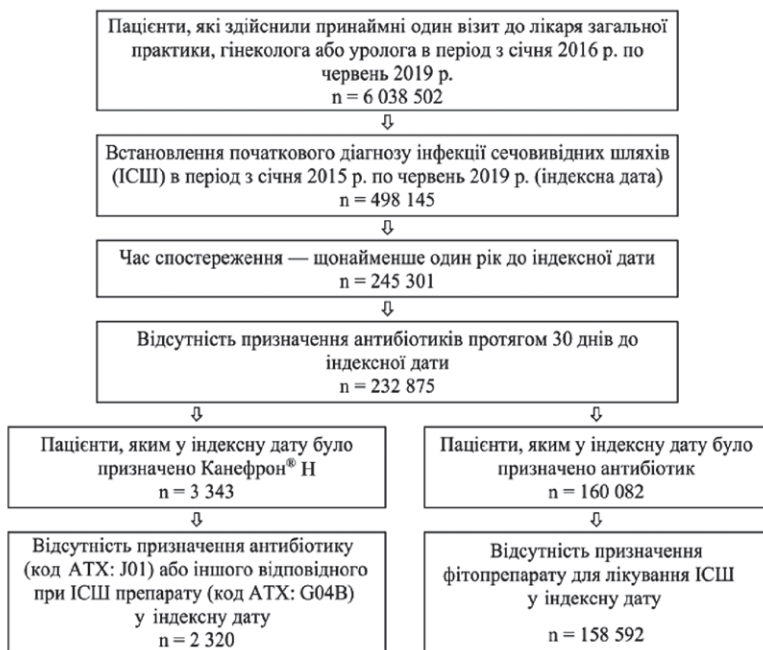 Пацієнти, які здійснили принаймні один візит до лікаря загальної
практики, гінеколога або уролога в період з січня 2016 р. по
червень 2019 р.
n = 6 038 502
Встановлення початкового діагнозу інфекції сечовивідних шляхів
(ІСШ) в період з січня 2015 р. по червень 2019 р. (індексна дата)
n = 498 145
Час спостереження — щонайменше один рік до індексної дати
n = 245 301
Відсутність призначення антибіотиків протягом 30 днів до
індексної дати
n = 232 875
Пацієнти, яким у індексну дату було
призначено Канефрон® Н
n = 3 343
Відсутність призначення антибіотику
(код АТХ: J01) або іншого відповідного
при ІСШ препарату (код АТХ: G04B)
у індексну дату
n = 2 320
Пацієнти, яким у індексну дату було
призначено антибіотик
n = 160 082
Відсутність призначення
фітопрепарату для лікування ІСШ
у індексну дату
n = 158 592